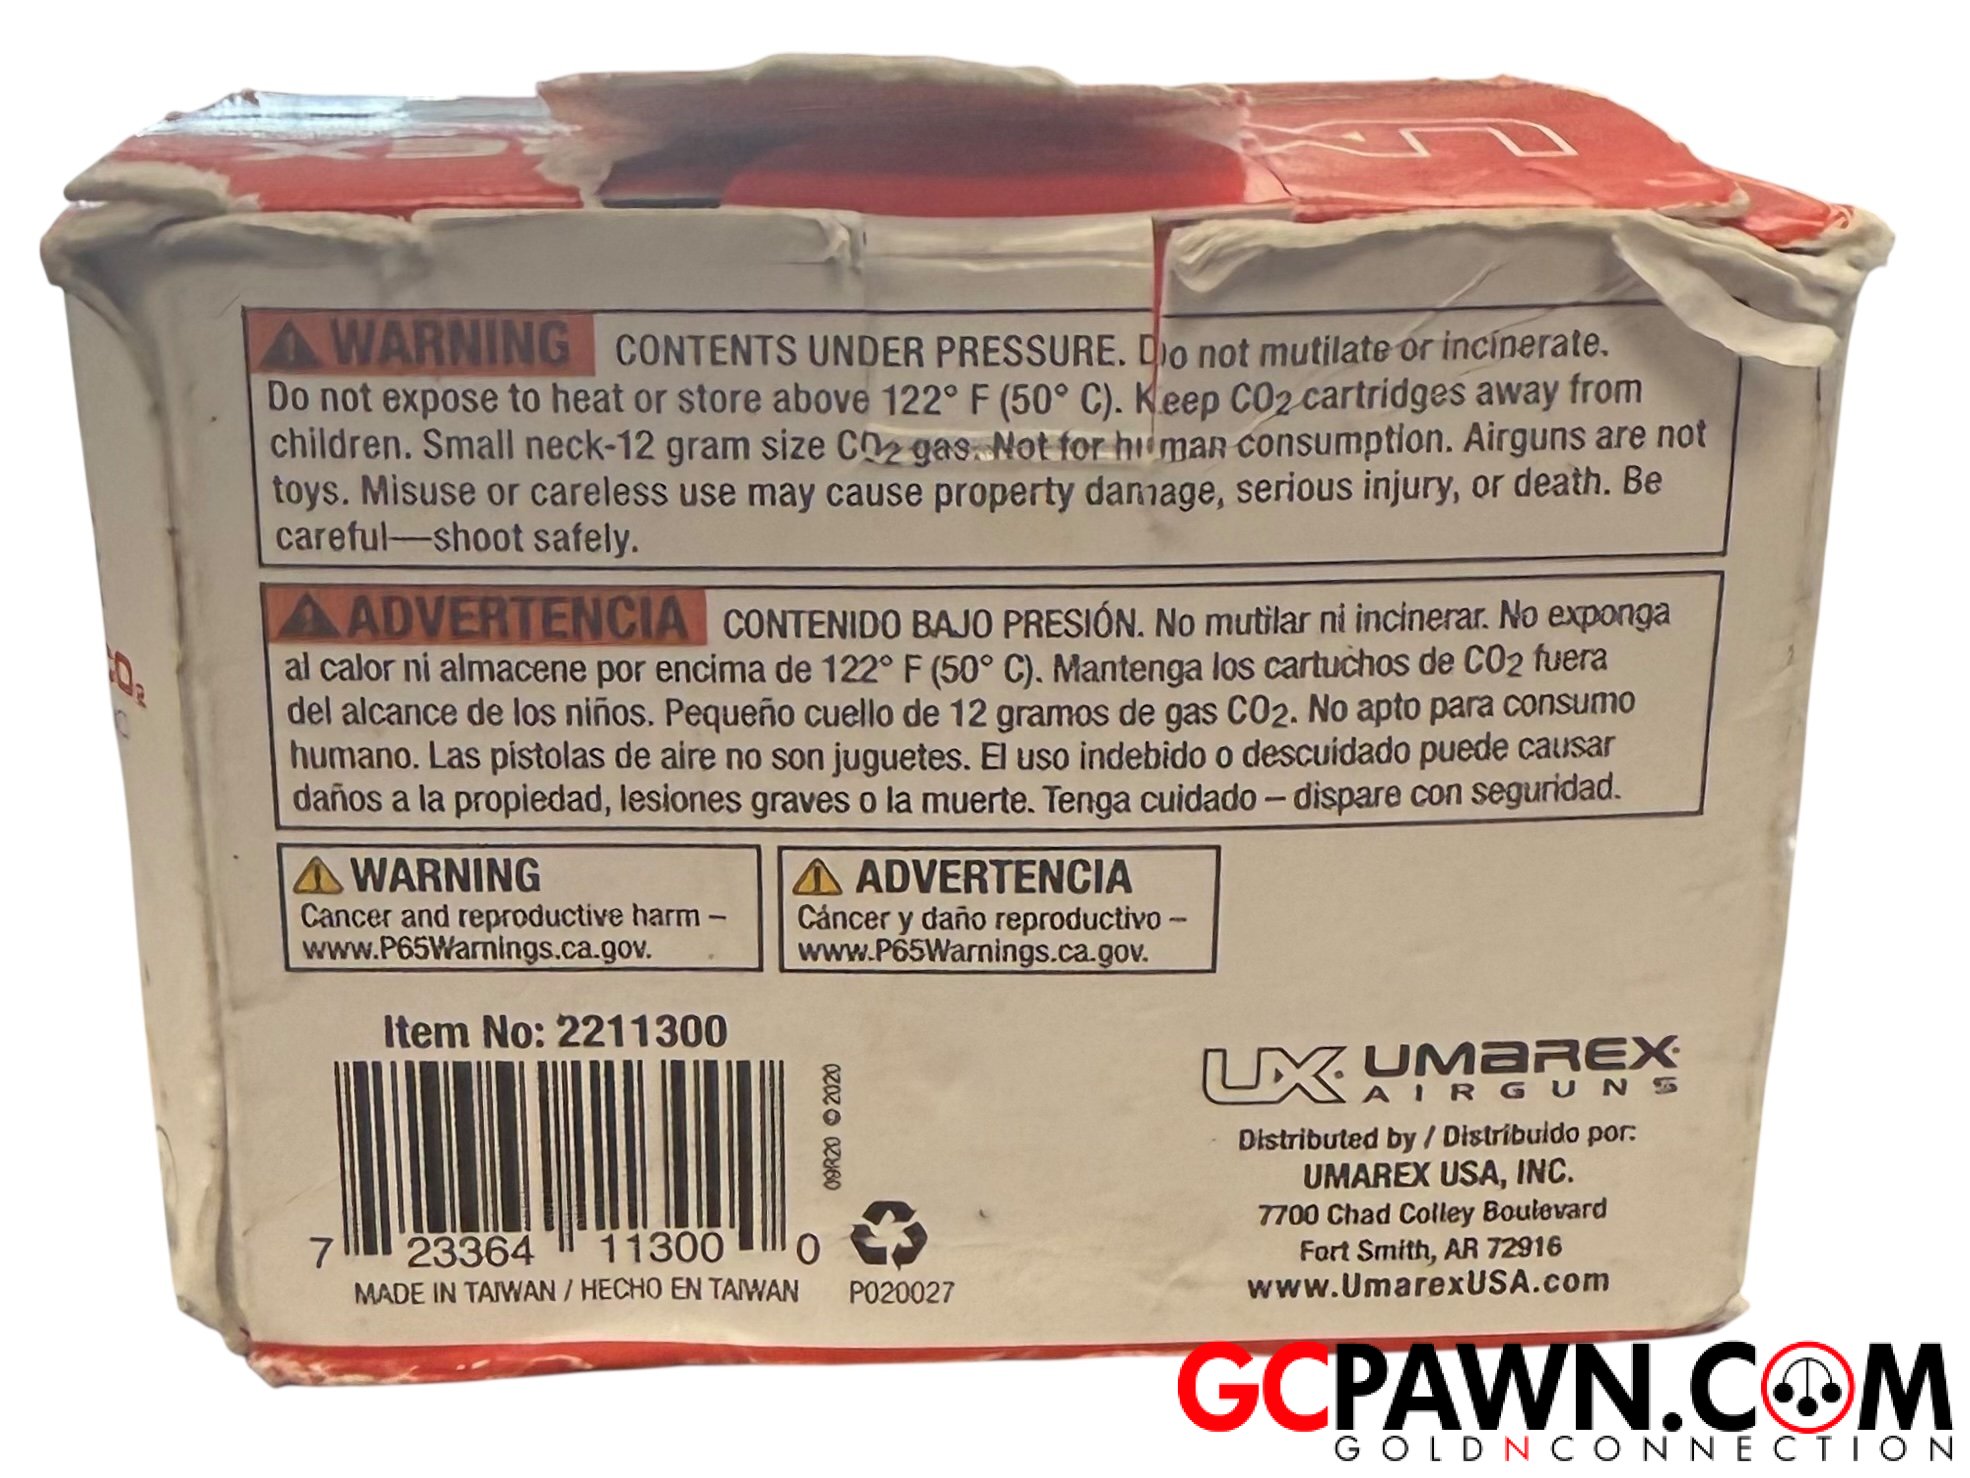 UX
WARNING CONTENTS UNDER PRESSURE. Do not mutilate or incinerate.
Do not expose to heat or store above 122° F (50° C). Keep CO2 cartridges away from
children. Small neck-12 gram size CO2 gas. Not for human consumption. Airguns are not
toys. Misuse or careless use may cause property damage, serious injury, or death. Be
careful—shoot safely.
ADVERTENCIA CONTENIDO BAJO PRESIÓN. No mutilar ni incinerar. No exponga
al calor ni almacene por encima de 122° F (50° C). Mantenga los cartuchos de CO2 fuera
del alcance de los niños. Pequeño cuello de 12 gramos de gas CO2. No apto para consumo
humano. Las pistolas de aire no son juguetes. El uso indebido o descuidado puede causar
daños a la propiedad, lesiones graves o la muerte. Tenga cuidado – dispare con seguridad.
CO2
WARNING
Cancer and reproductive harm –
www.P65Warnings.ca.gov.
ADVERTENCIA
Cáncer y daño reproductivo –
www.P65Warnings.ca.gov.
Item No: 2211300
7 23364 11300 0
09R20 © 2020
MADE IN TAIWAN / HECHO EN TAIWAN
P020027
UX UMAREX
AIRGUNS
Distributed by / Distribuido por:
UMAREX USA, INC.
7700 Chad Colley Boulevard
Fort Smith, AR 72916
www.UmarexUSA.com
GCPAWN.COM
GOLDNCONNECTION